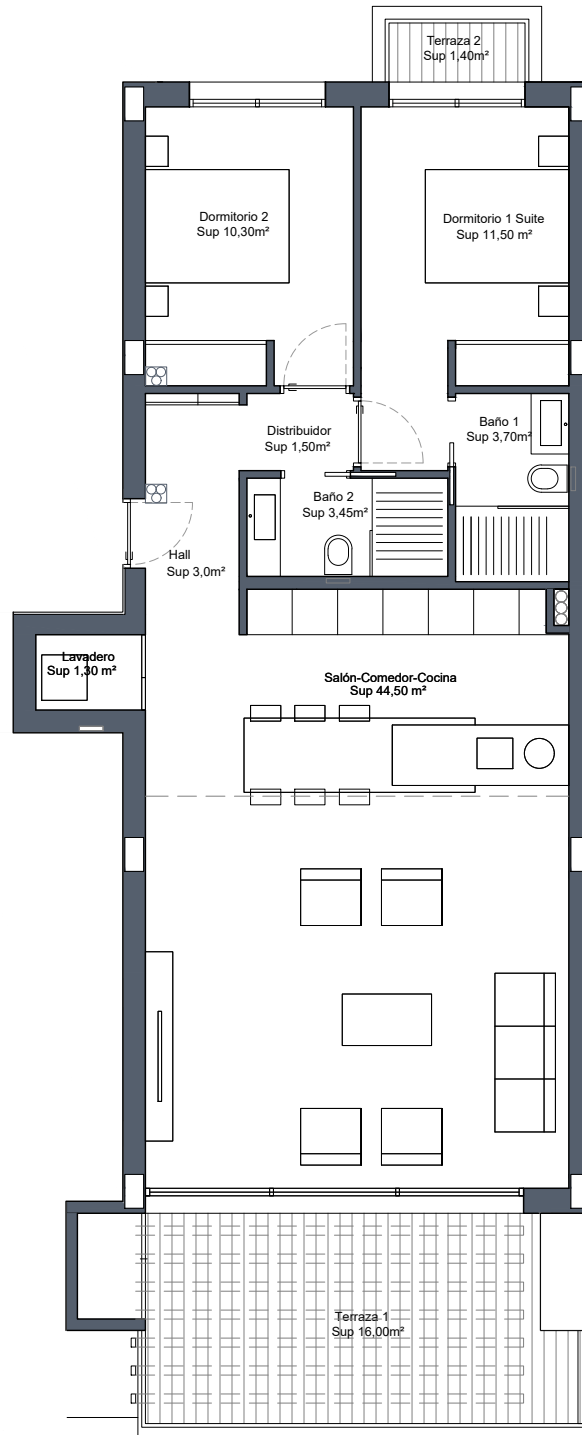 Terraza 2
Sup 1,40m²
Dormitorio 2
Sup 10,30m²
Dormitorio 1 Suite
Sup 11,50 m²
Distribuidor
Sup 1,50m²
Baño 1
Sup 3,70m²
Baño 2
Sup 3,45m²
Hall
Sup 3,0m²
Lavadero
Sup 1,30 m²
Salón-Comedor-Cocina
Sup 44,50 m²
Terraza 1
Sup 16,00m²